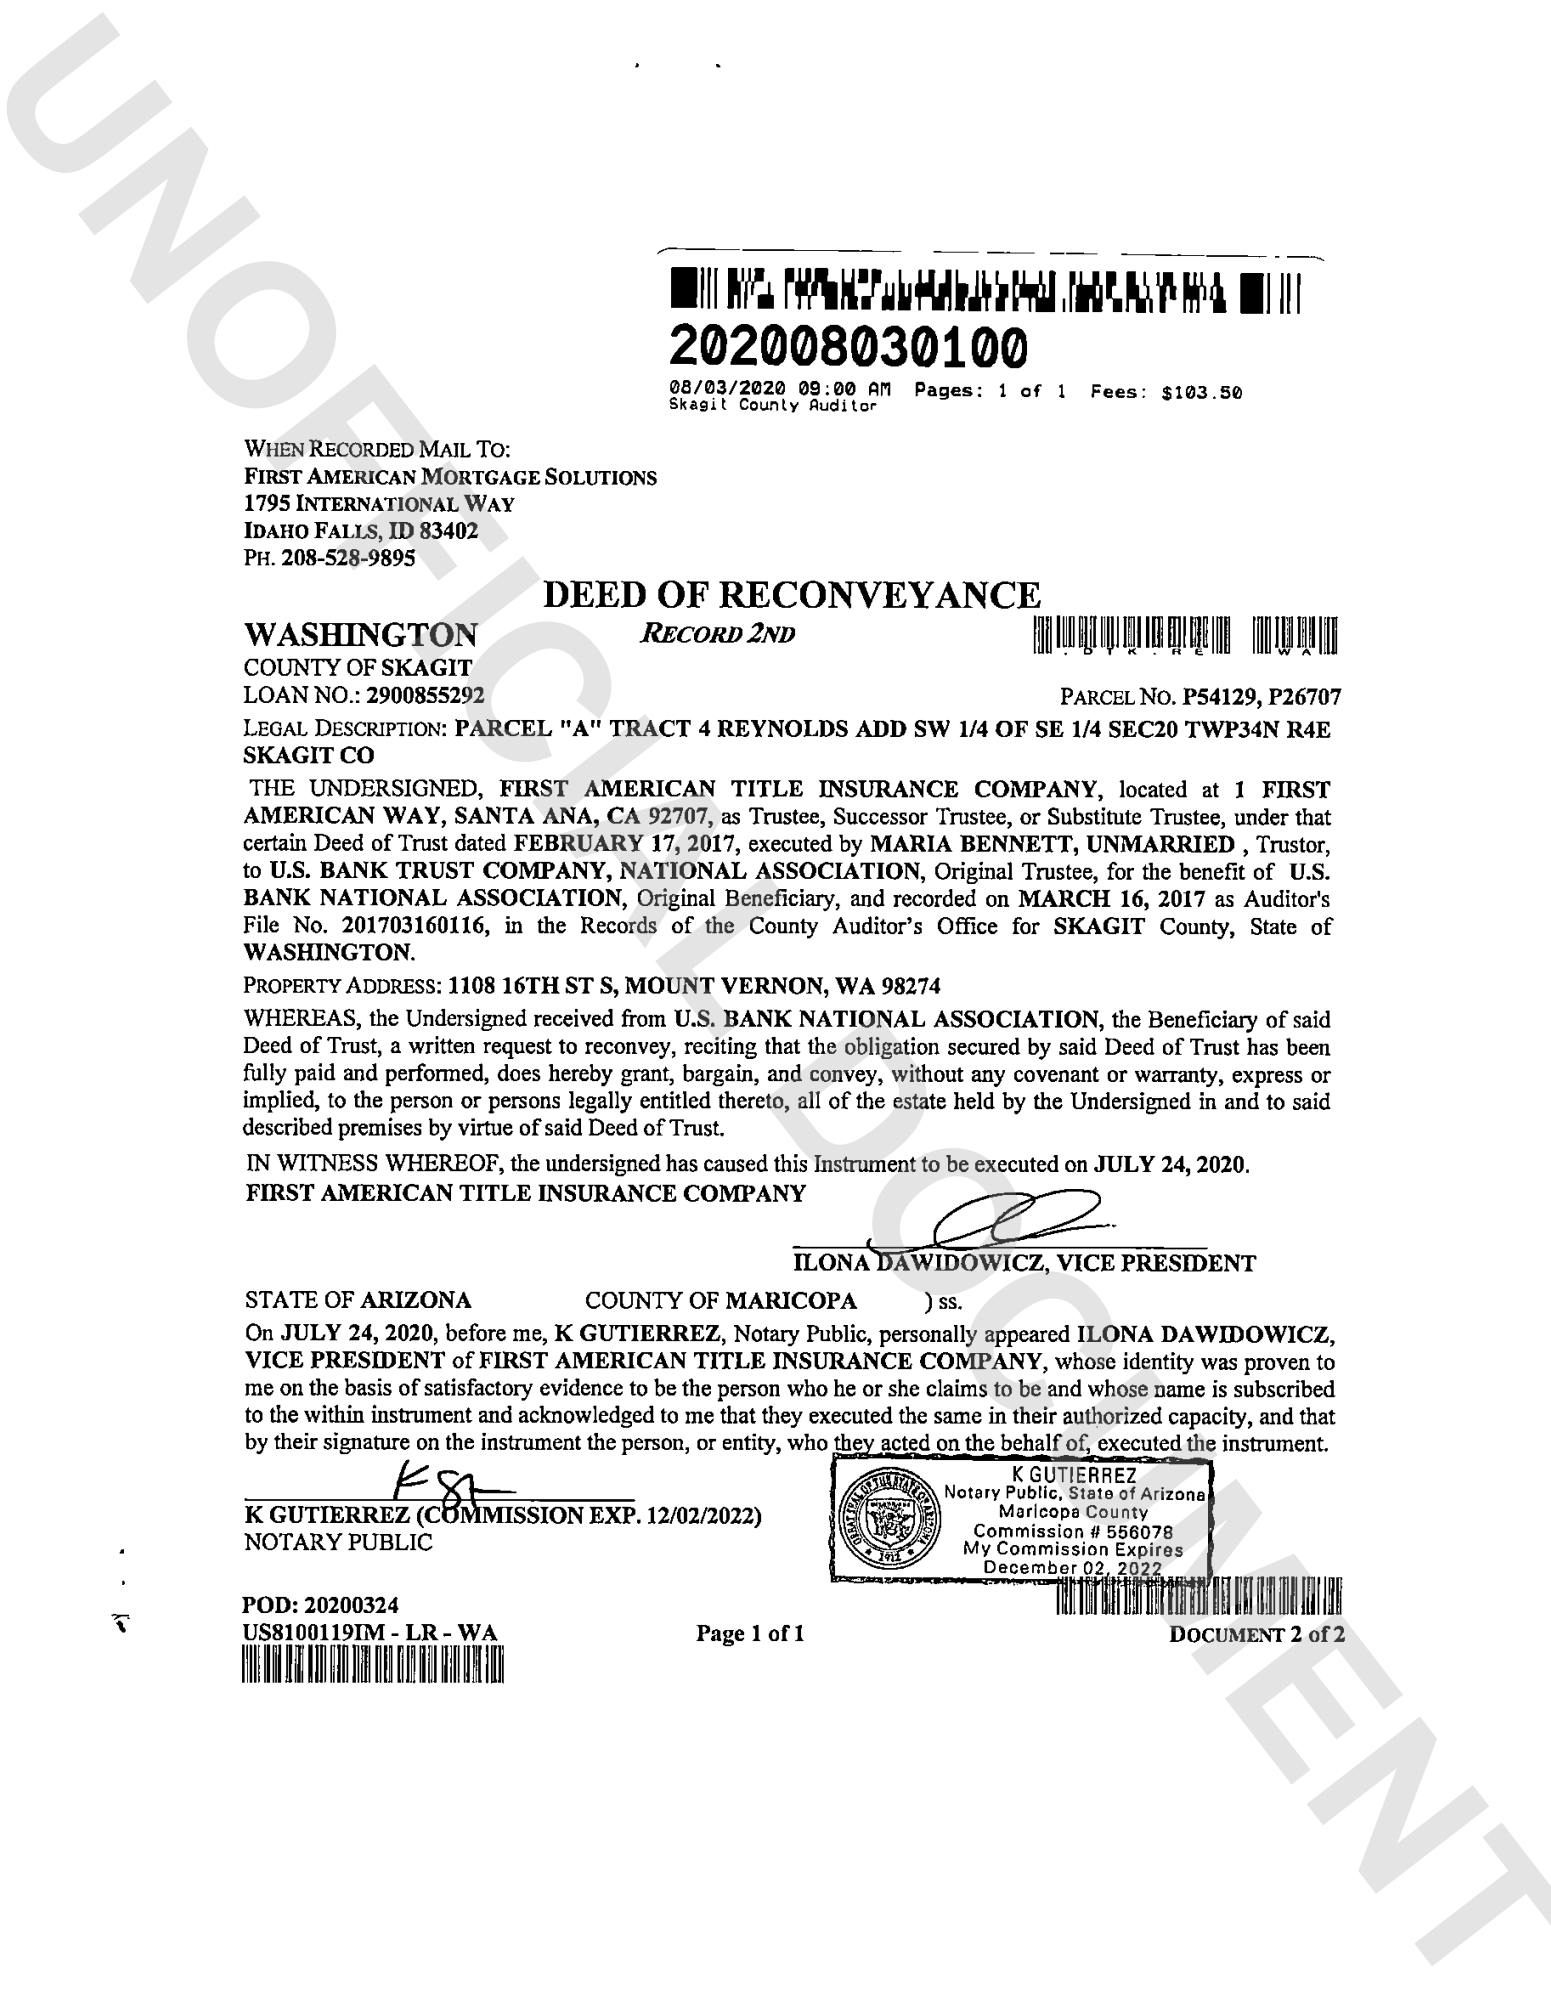 UNOFFICIAL DOCUMENT
202008030100
08/03/2020 09:00 AM Pages: 1 of 1 Fees: $103.50
Skagit County Auditor
WHEN RECORDED MAIL TO:
FIRST AMERICAN MORTGAGE SOLUTIONS
1795 INTERNATIONAL WAY
IDAHO FALLS, ID 83402
PH. 208-528-9895
DEED OF RECONVEYANCE
WASHINGTON RECORD 2ND
. D T K . R E W A
COUNTY OF SKAGIT
LOAN NO.: 2900855292 PARCEL NO. P54129, P26707
LEGAL DESCRIPTION: PARCEL "A" TRACT 4 REYNOLDS ADD SW 1/4 OF SE 1/4 SEC20 TWP34N R4E
SKAGIT CO
THE UNDERSIGNED, FIRST AMERICAN TITLE INSURANCE COMPANY, located at 1 FIRST
AMERICAN WAY, SANTA ANA, CA 92707, as Trustee, Successor Trustee, or Substitute Trustee, under that
certain Deed of Trust dated FEBRUARY 17, 2017, executed by MARIA BENNETT, UNMARRIED , Trustor,
to U.S. BANK TRUST COMPANY, NATIONAL ASSOCIATION, Original Trustee, for the benefit of U.S.
BANK NATIONAL ASSOCIATION, Original Beneficiary, and recorded on MARCH 16, 2017 as Auditor's
File No. 201703160116, in the Records of the County Auditor's Office for SKAGIT County, State of
WASHINGTON.
PROPERTY ADDRESS: 1108 16TH ST S, MOUNT VERNON, WA 98274
WHEREAS, the Undersigned received from U.S. BANK NATIONAL ASSOCIATION, the Beneficiary of said
Deed of Trust, a written request to reconvey, reciting that the obligation secured by said Deed of Trust has been
fully paid and performed, does hereby grant, bargain, and convey, without any covenant or warranty, express or
implied, to the person or persons legally entitled thereto, all of the estate held by the Undersigned in and to said
described premises by virtue of said Deed of Trust.
IN WITNESS WHEREOF, the undersigned has caused this Instrument to be executed on JULY 24, 2020.
FIRST AMERICAN TITLE INSURANCE COMPANY
ILONA DAWIDOWICZ, VICE PRESIDENT
STATE OF ARIZONA COUNTY OF MARICOPA ) ss.
On JULY 24, 2020, before me, K GUTIERREZ, Notary Public, personally appeared ILONA DAWIDOWICZ,
VICE PRESIDENT of FIRST AMERICAN TITLE INSURANCE COMPANY, whose identity was proven to
me on the basis of satisfactory evidence to be the person who he or she claims to be and whose name is subscribed
to the within instrument and acknowledged to me that they executed the same in their authorized capacity, and that
by their signature on the instrument the person, or entity, who they acted on the behalf of, executed the instrument.
K GUTIERREZ (COMMISSION EXP. 12/02/2022)
NOTARY PUBLIC
GREAT SEAL OF THE STATE OF ARIZONA
1912
K GUTIERREZ
Notary Public, State of Arizona
Maricopa County
Commission # 556078
My Commission Expires
December 02, 2022
POD: 20200324
US8100119IM - LR - WA Page 1 of 1 DOCUMENT 2 of 2